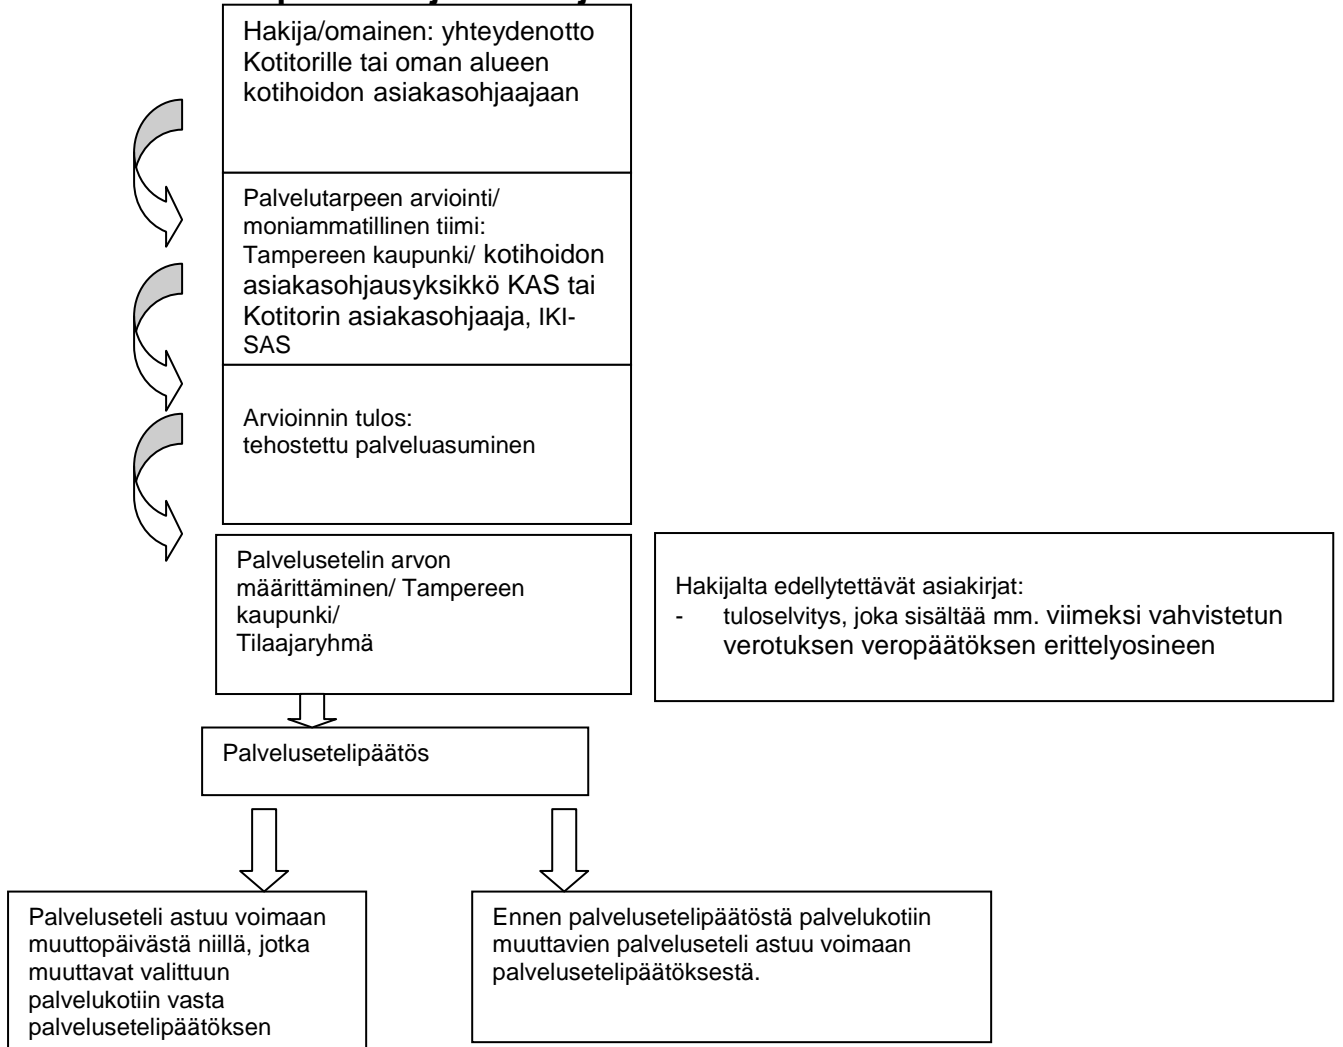 Hakija/omainen: yhteydenotto
Kotitorille tai oman alueen
kotihoidon asiakasohjaajaan
Palvelutarpeen arviointi/
moniammatillinen tiimi:
Tampereen kaupunki/ kotihoidon
asiakasohjausyksikkö KAS tai
Kotitorin asiakasohjaaja, IKI-
SAS
Arvioinnin tulos:
tehostettu palveluasuminen
Palvelusetelin arvon
määrittäminen/ Tampereen
kaupunki/
Tilaajaryhmä
Hakijalta edellytettävät asiakirjat:
- tuloselvitys, joka sisältää mm. viimeksi vahvistetun
verotuksen veropäätöksen erittelyosineen
Palvelusetelipäätös
Palveluseteli astuu voimaan
muuttopäivästä niillä, jotka
muuttavat valittuun
palvelukotiin vasta
palvelusetelipäätöksen
Ennen palvelusetelipäätöstä palvelukotiin
muuttavien palveluseteli astuu voimaan
palvelusetelipäätöksestä.